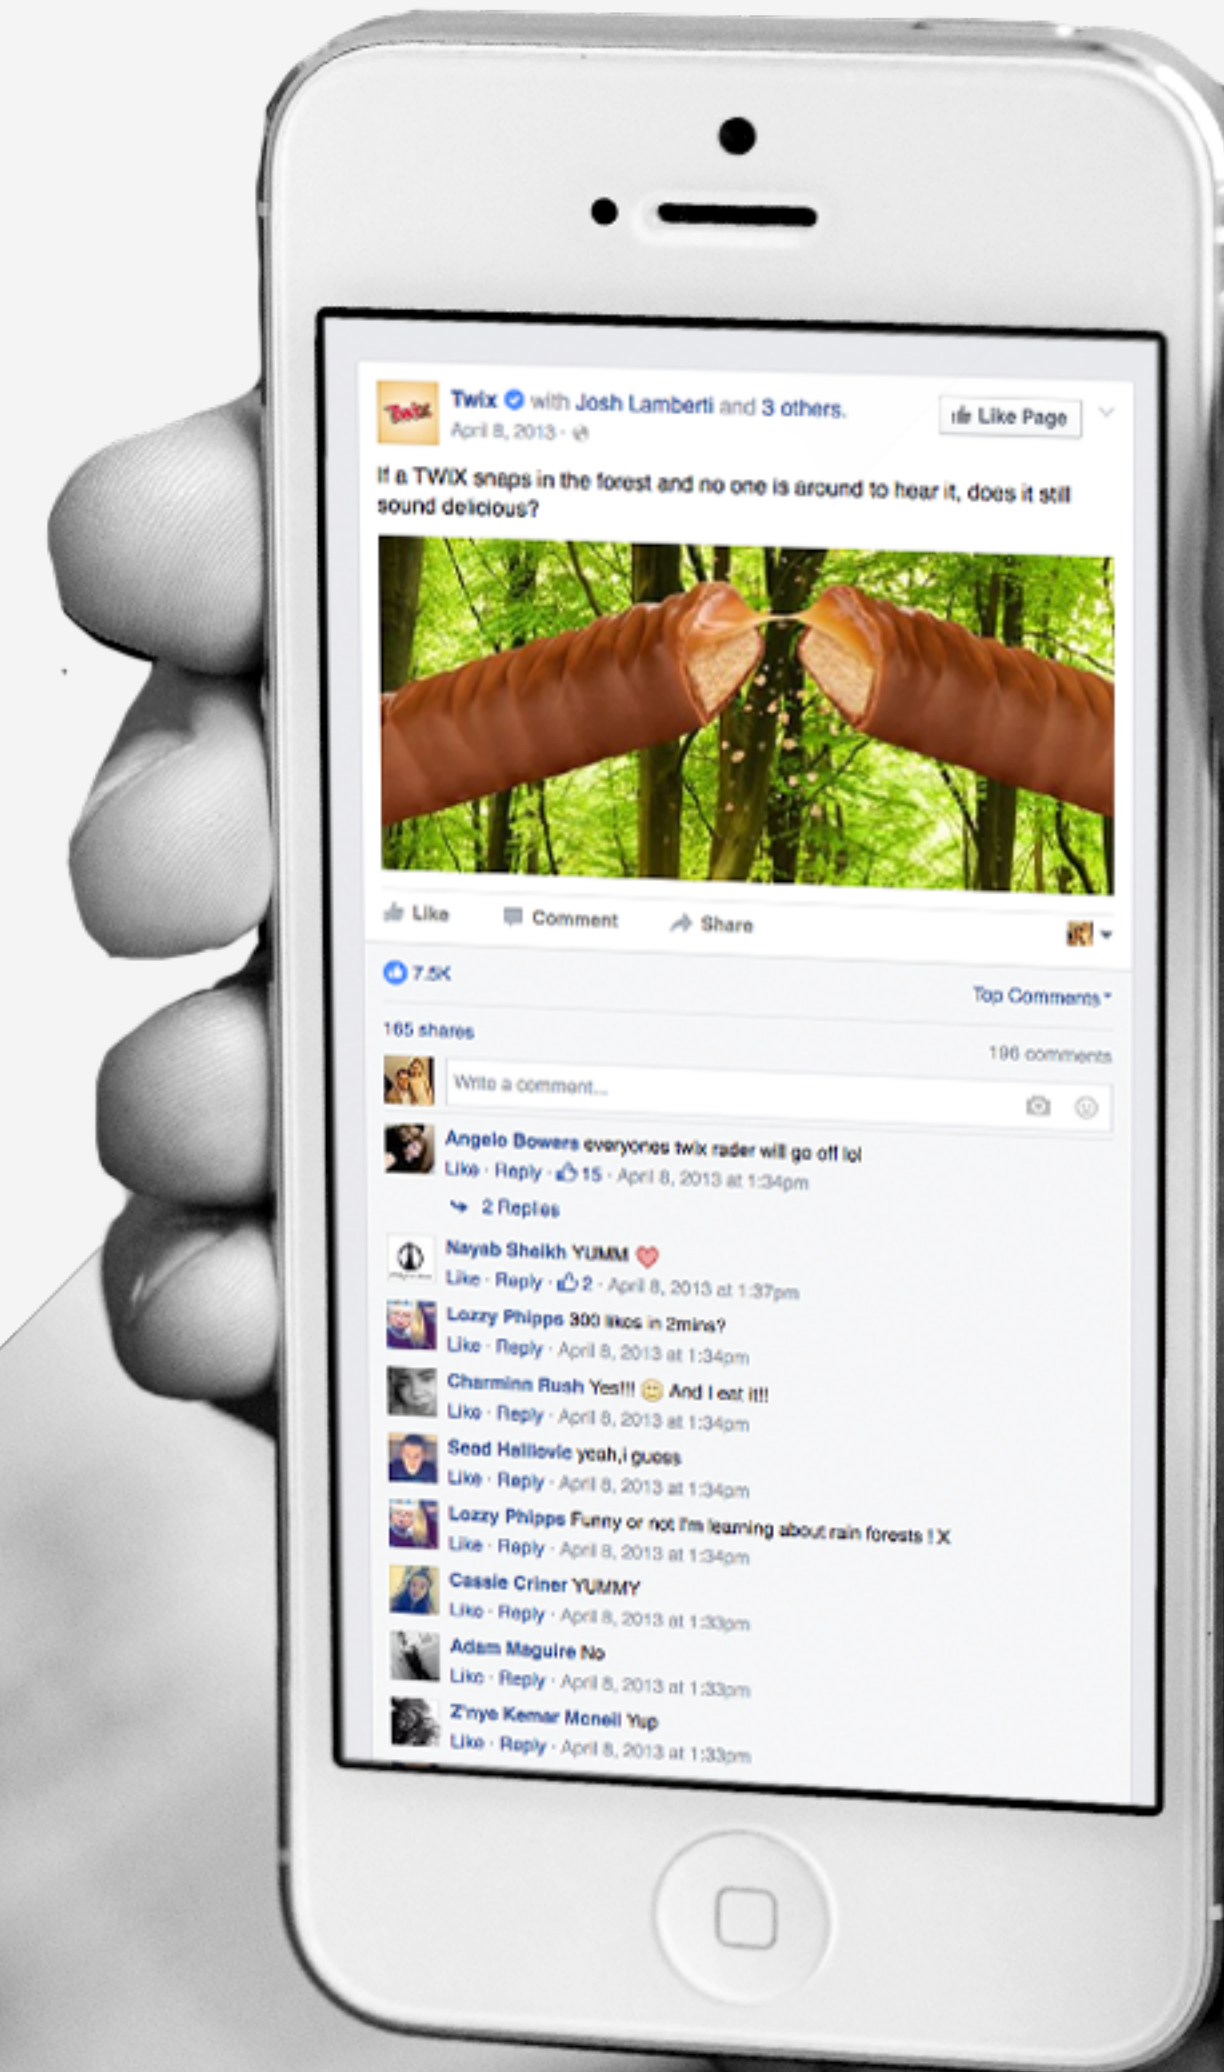 Twix
Twix with Josh Lamberti and 3 others.
Like Page
April 8, 2013 ·
If a TWIX snaps in the forest and no one is around to hear it, does it still
sound delicious?
Like Comment Share
7.5K
Top Comments
165 shares
196 comments
Write a comment...
Angelo Bowers everyones twix rader will go off lol
Like · Reply · 15 · April 8, 2013 at 1:34pm
2 Replies
Nayab Sheikh YUMM
Like · Reply · 2 · April 8, 2013 at 1:37pm
Lozzy Phipps 300 likes in 2mins?
Like · Reply · April 8, 2013 at 1:34pm
Charminn Rush Yes!!! And I eat it!!
Like · Reply · April 8, 2013 at 1:34pm
Sead Halilovic yeah,i guess
Like · Reply · April 8, 2013 at 1:34pm
Lozzy Phipps Funny or not I'm learning about rain forests ! X
Like · Reply · April 8, 2013 at 1:34pm
Cassie Criner YUMMY
Like · Reply · April 8, 2013 at 1:33pm
Adam Maguire No
Like · Reply · April 8, 2013 at 1:33pm
Z'nye Kemar Mcneil Yup
Like · Reply · April 8, 2013 at 1:33pm